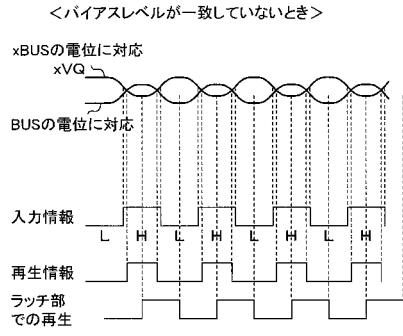 ＜バイアスレベルが一致していないとき＞
xBUSの電位に対応
xVQ
BUSの電位に対応
入力情報
L H L H L H L H
再生情報
ラッチ部
での再生